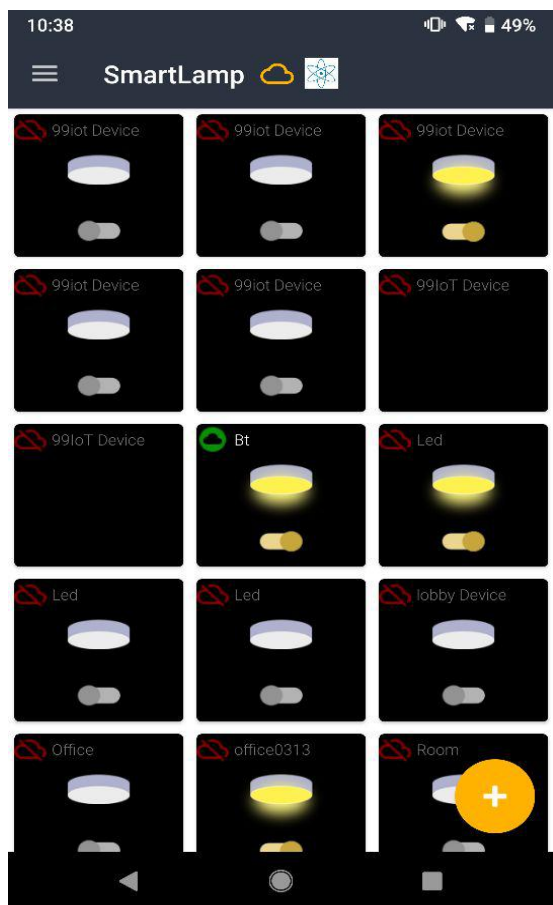 10:38 49%
SmartLamp
99iot Device 99iot Device 99iot Device
99iot Device 99iot Device 99IoT Device
99IoT Device Bt Led
Led Led lobby Device
Office office0313 Room
+